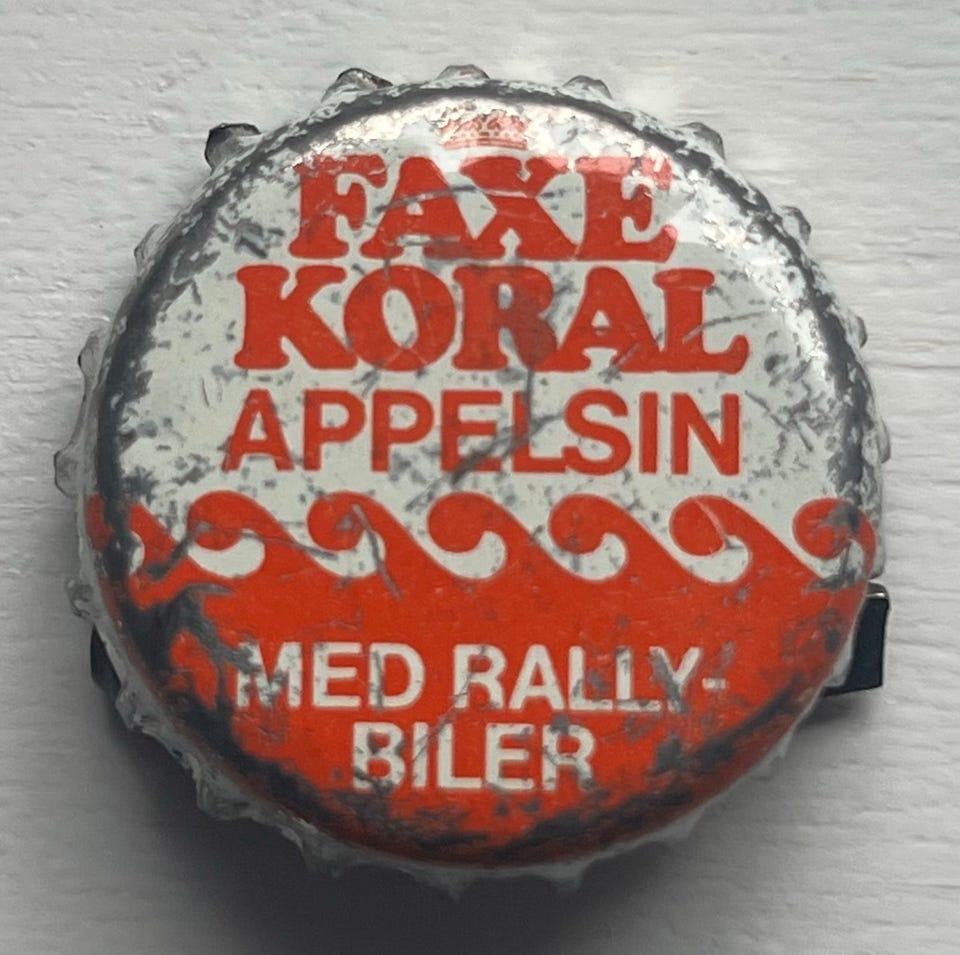 FAXE
KORAL
APPELSIN
MED RALLY-
BILER